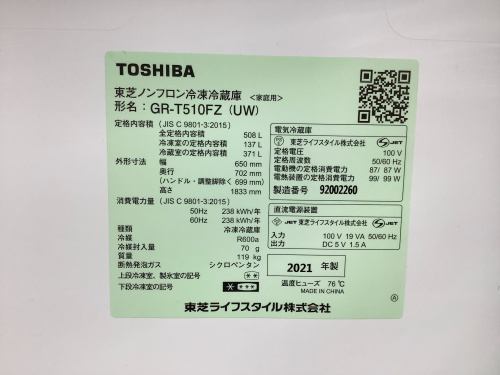 TOSHIBA
東芝ノンフロン冷凍冷蔵庫 <家庭用>
形名: GR-T510FZ (UW)
定格内容積 (JIS C 9801-3:2015)
全定格内容積 508 L
冷凍室の定格内容積 137 L
冷蔵室の定格内容積 371 L
外形寸法 幅 650 mm
奥行 702 mm
(ハンドル・調整脚除く 699 mm)
高さ 1833 mm
消費電力量 (JIS C 9801-3:2015)
50Hz 238 kWh/年
60Hz 238 kWh/年
種類 冷凍冷蔵庫
冷媒 R600a
冷媒封入量 70 g
質量 119 kg
断熱発泡ガス シクロペンタン
上段冷凍室、製氷室の記号
下段冷凍室の記号
電気冷蔵庫
東芝ライフスタイル株式会社 JET
定格電圧 100 V
定格周波数 50/60 Hz
電動機の定格消費電力 87/ 87 W
電熱装置の定格消費電力 99/ 99 W
製造番号 92002260
直流電源装置
JET 東芝ライフスタイル株式会社 JET
入力 100 V 19 VA 50/60 Hz
出力 DC 5 V 1.5 A
2021 年製
温度ヒューズ 76℃
MADE IN CHINA
Ⓐ
東芝ライフスタイル株式会社